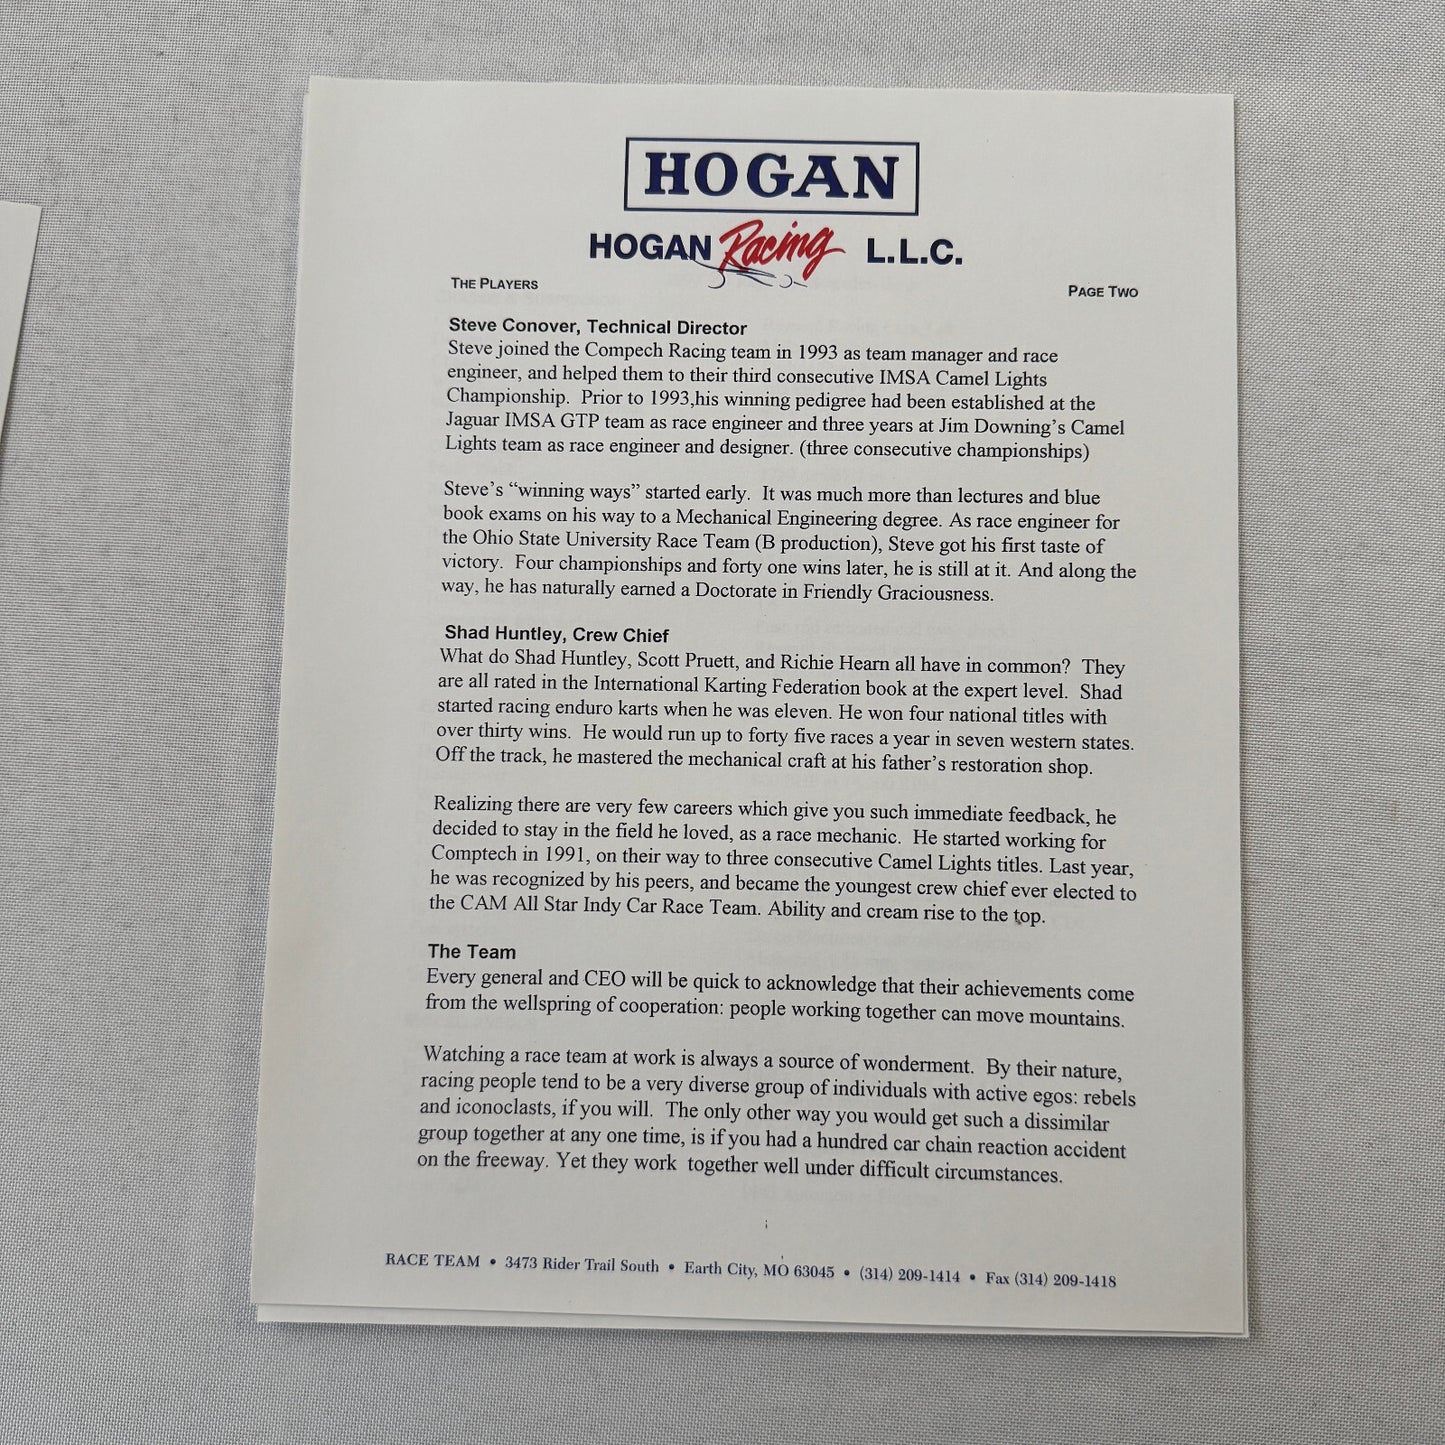 HOGAN
HOGAN Racing L.L.C.
THE PLAYERS PAGE TWO
Steve Conover, Technical Director
Steve joined the Compech Racing team in 1993 as team manager and race
engineer, and helped them to their third consecutive IMSA Camel Lights
Championship. Prior to 1993,his winning pedigree had been established at the
Jaguar IMSA GTP team as race engineer and three years at Jim Downing's Camel
Lights team as race engineer and designer. (three consecutive championships)
Steve's “winning ways” started early. It was much more than lectures and blue
book exams on his way to a Mechanical Engineering degree. As race engineer for
the Ohio State University Race Team (B production), Steve got his first taste of
victory. Four championships and forty one wins later, he is still at it. And along the
way, he has naturally earned a Doctorate in Friendly Graciousness.
Shad Huntley, Crew Chief
What do Shad Huntley, Scott Pruett, and Richie Hearn all have in common? They
are all rated in the International Karting Federation book at the expert level. Shad
started racing enduro karts when he was eleven. He won four national titles with
over thirty wins. He would run up to forty five races a year in seven western states.
Off the track, he mastered the mechanical craft at his father's restoration shop.
Realizing there are very few careers which give you such immediate feedback, he
decided to stay in the field he loved, as a race mechanic. He started working for
Comptech in 1991, on their way to three consecutive Camel Lights titles. Last year,
he was recognized by his peers, and became the youngest crew chief ever elected to
the CAM All Star Indy Car Race Team. Ability and cream rise to the top.
The Team
Every general and CEO will be quick to acknowledge that their achievements come
from the wellspring of cooperation: people working together can move mountains.
Watching a race team at work is always a source of wonderment. By their nature,
racing people tend to be a very diverse group of individuals with active egos: rebels
and iconoclasts, if you will. The only other way you would get such a dissimilar
group together at any one time, is if you had a hundred car chain reaction accident
on the freeway. Yet they work together well under difficult circumstances.
RACE TEAM • 3473 Rider Trail South • Earth City, MO 63045 • (314) 209-1414 • Fax (314) 209-1418